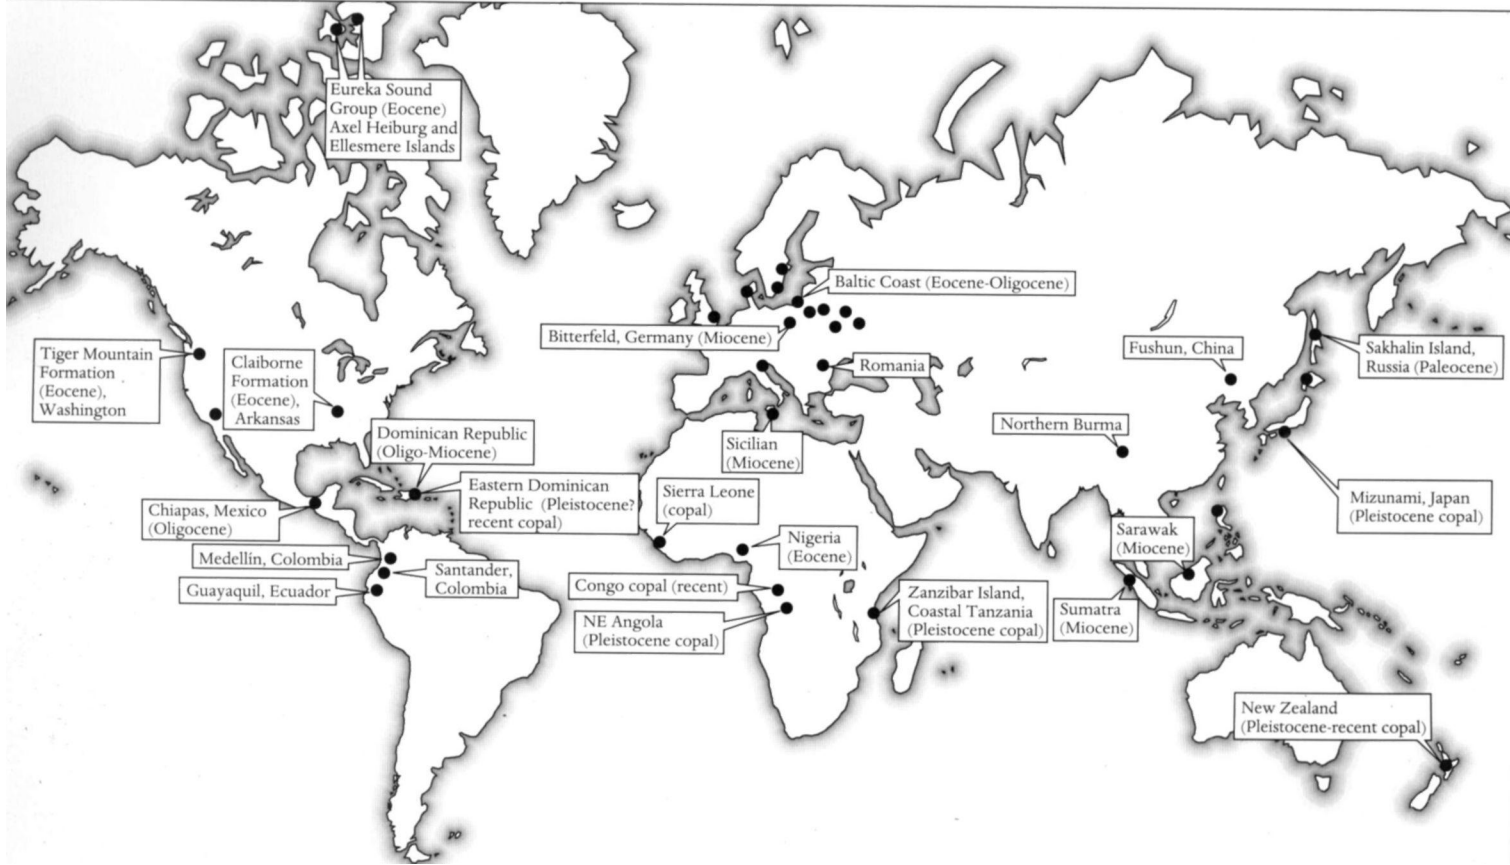 Eureka Sound
Group (Eocene)
Axel Heiburg and
Ellesmere Islands
Baltic Coast (Eocene-Oligocene)
Bitterfeld, Germany (Miocene)
Romania
Fushun, China
Sakhalin Island,
Russia (Paleocene)
Tiger Mountain
Formation
(Eocene),
Washington
Claiborne
Formation
(Eocene),
Arkansas
Dominican Republic
(Oligo-Miocene)
Sicilian
(Miocene)
Northern Burma
Eastern Dominican
Republic (Pleistocene?
recent copal)
Sierra Leone
(copal)
Mizunami, Japan
(Pleistocene copal)
Chiapas, Mexico
(Oligocene)
Nigeria
(Eocene)
Sarawak
(Miocene)
Medellín, Colombia
Santander,
Colombia
Guayaquil, Ecuador
Congo copal (recent)
NE Angola
(Pleistocene copal)
Zanzibar Island,
Coastal Tanzania
(Pleistocene copal)
Sumatra
(Miocene)
New Zealand
(Pleistocene-recent copal)